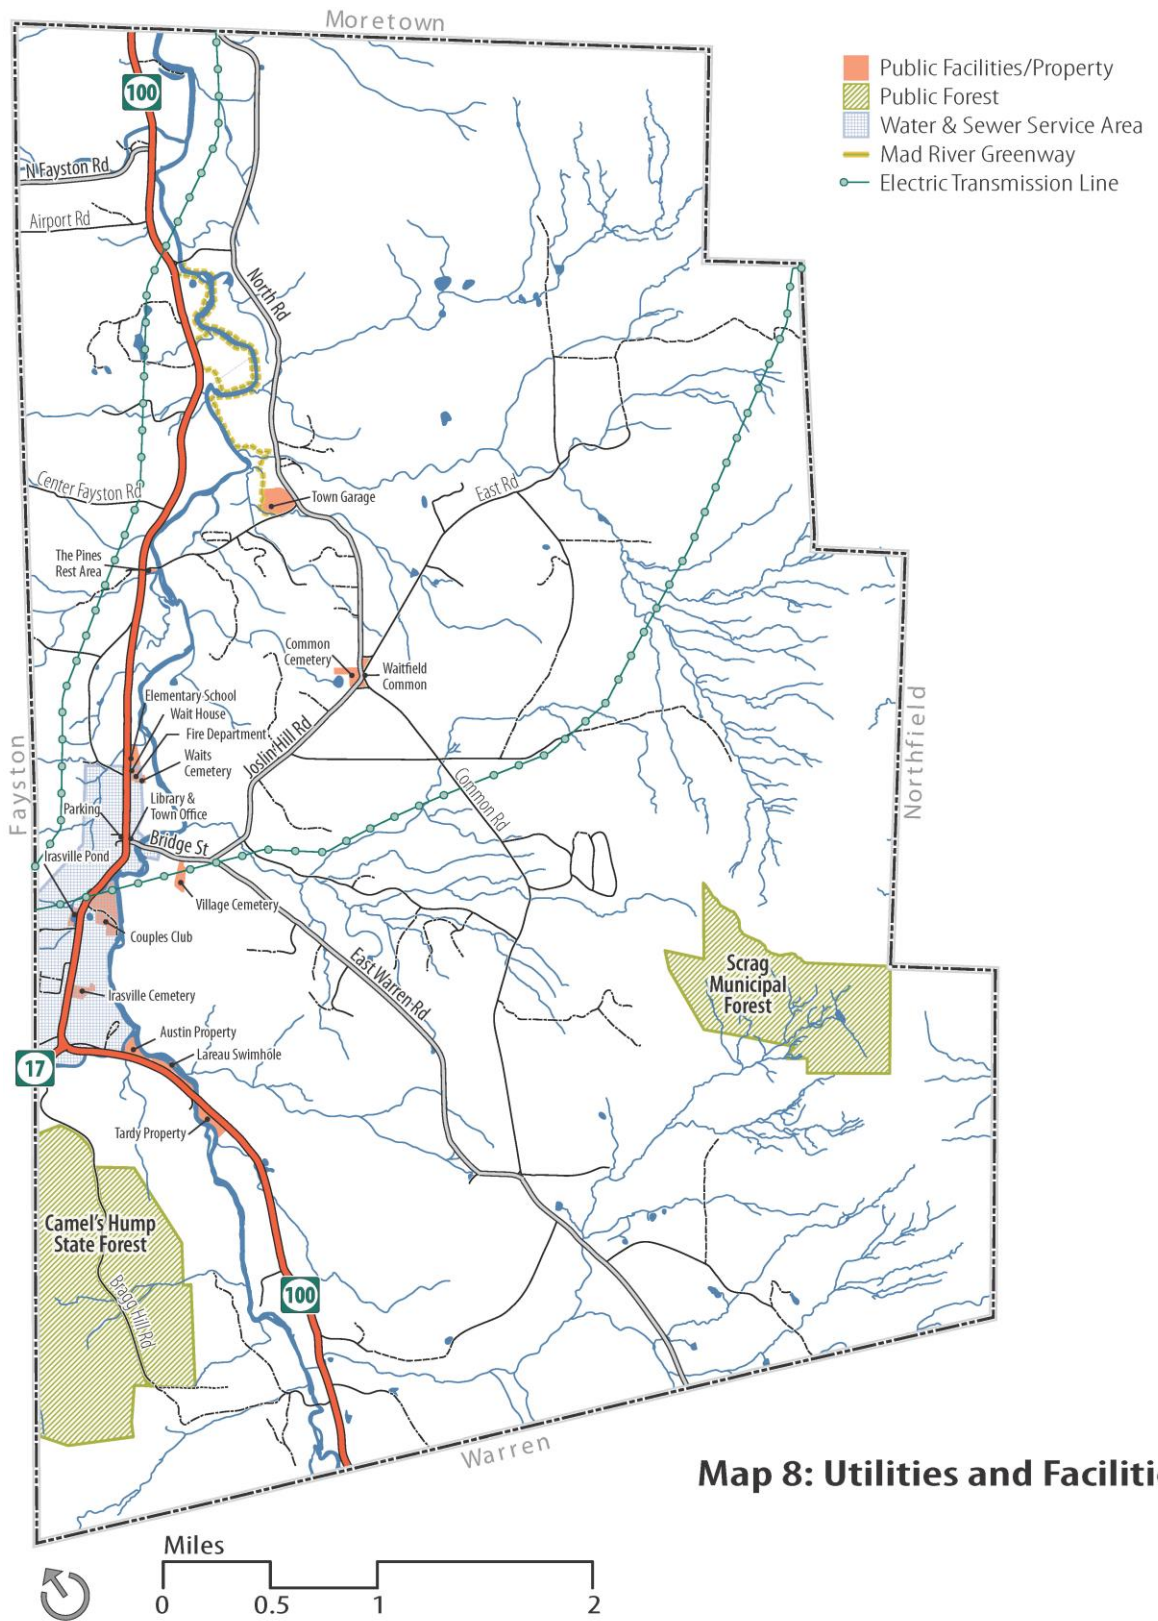 Moretown
Public Facilities/Property
Public Forest
Water & Sewer Service Area
Mad River Greenway
Electric Transmission Line
100
N Fayston Rd
Airport Rd
North Rd
Center Fayston Rd
East Rd
Town Garage
The Pines
Rest Area
Common
Cemetery
Waitfield
Common
Elementary School
Wait House
Fire Department
Waits
Cemetery
Joslin Hill Rd
Northfield
Fayston
Parking
Library &
Town Office
Common Rd
Bridge St
Irasville Pond
Village Cemetery
Couples Club
East Warren Rd
Scrag
Municipal
Forest
Irasville Cemetery
Austin Property
Lareau Swimhole
17
Tardy Property
Camel's Hump
State Forest
Bragg Hill Rd
100
Warren
Map 8: Utilities and Faciliti
Miles
0 0.5 1 2